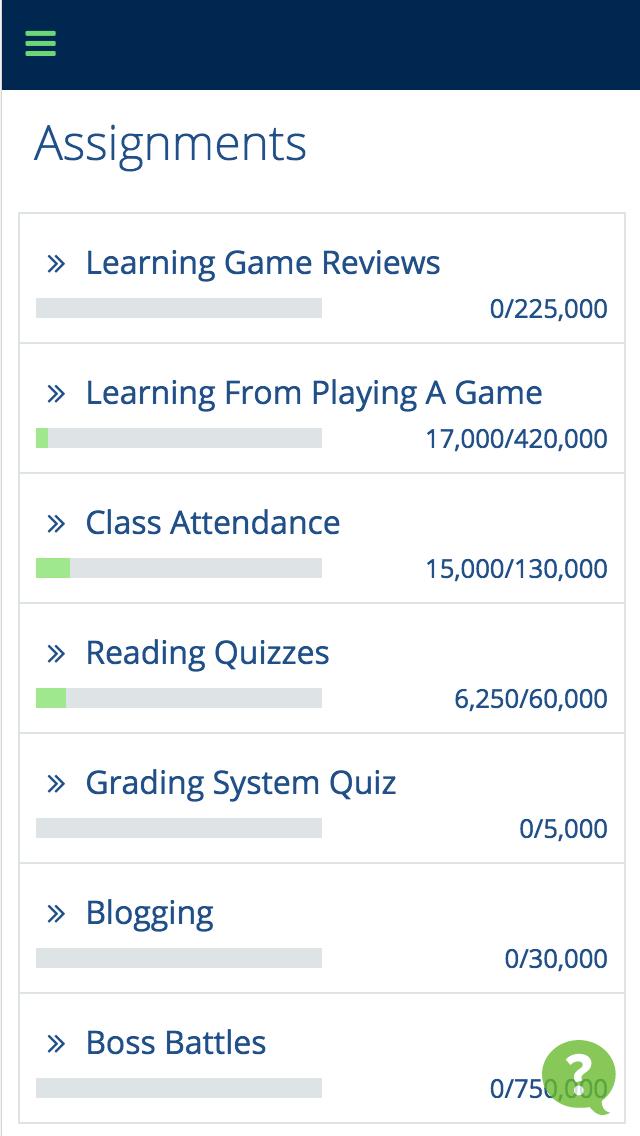 Assignments
» Learning Game Reviews
0/225,000
» Learning From Playing A Game
17,000/420,000
» Class Attendance
15,000/130,000
» Reading Quizzes
6,250/60,000
» Grading System Quiz
0/5,000
» Blogging
0/30,000
» Boss Battles
0/750,000
?